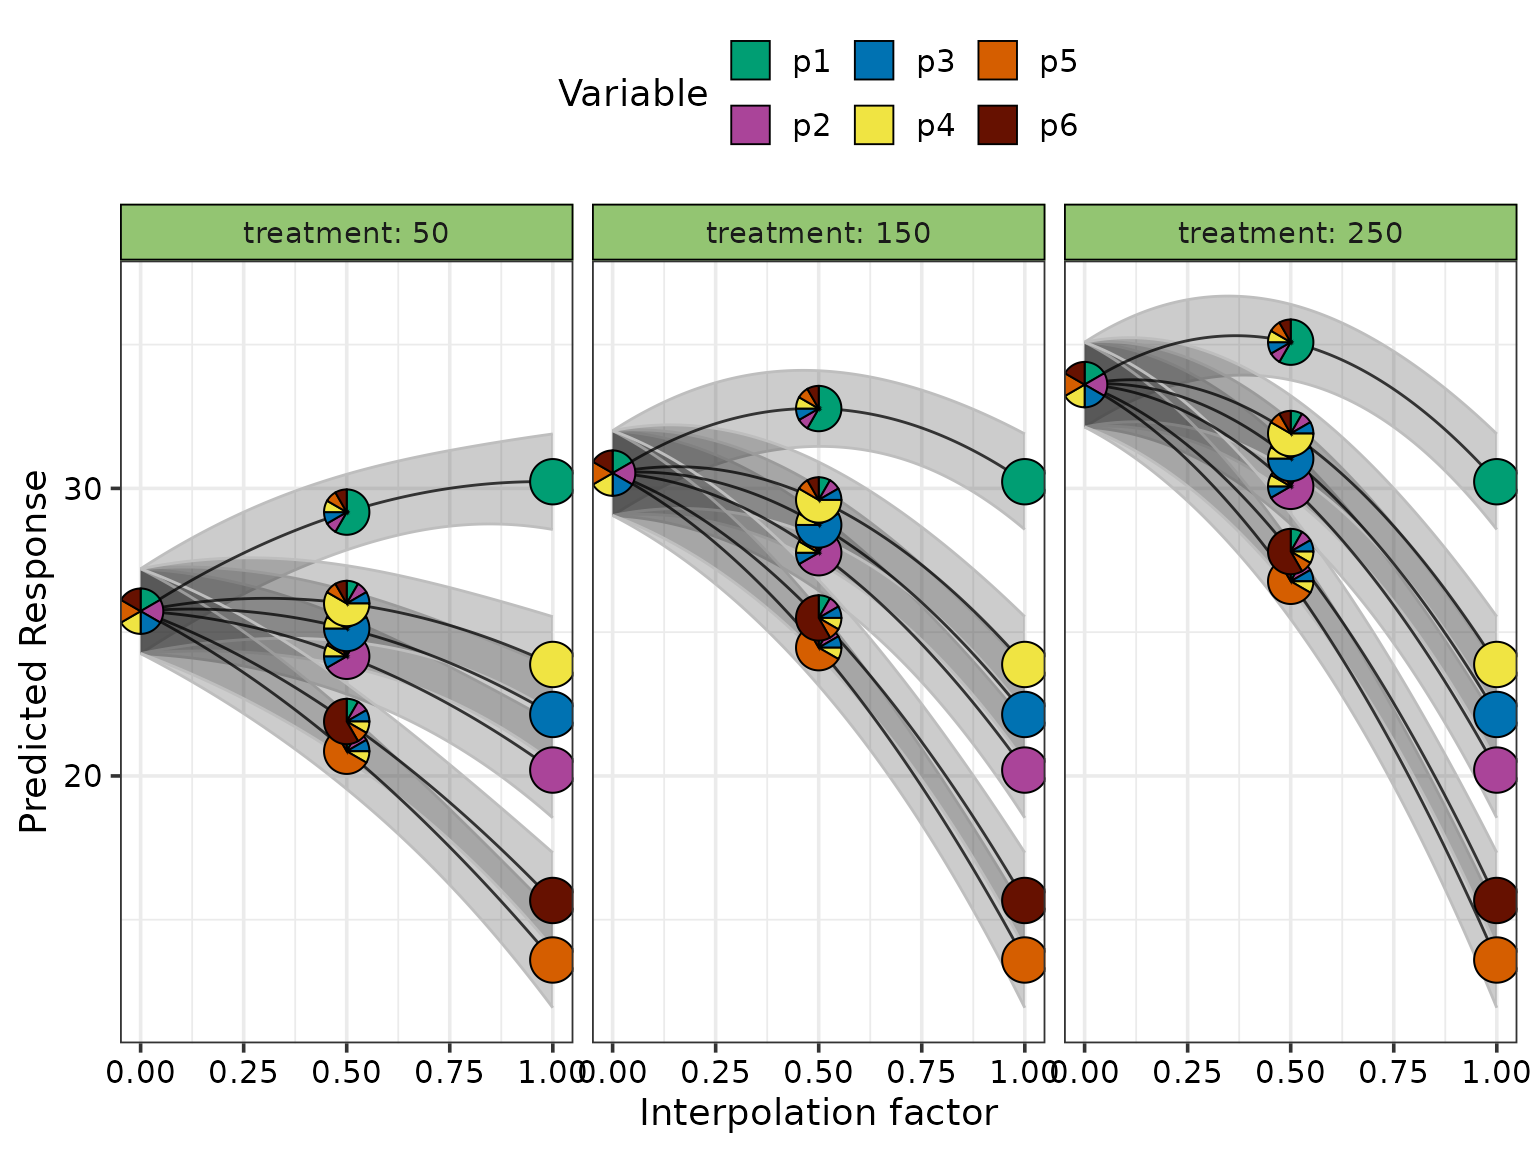 Variable
p1 p3 p5
p2 p4 p6
treatment: 50 treatment: 150 treatment: 250
Predicted Response
30
20
0.00 0.25 0.50 0.75 1.00 0.00 0.25 0.50 0.75 1.00 0.00 0.25 0.50 0.75 1.00
Interpolation factor